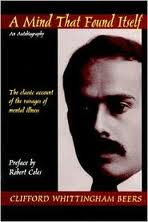 A MIND THAT FOUND ITSELF
An Autobiography
The classic account
of the ravages of
mental illness
Preface by
Robert Coles
CLIFFORD WHITTINGHAM BEERS